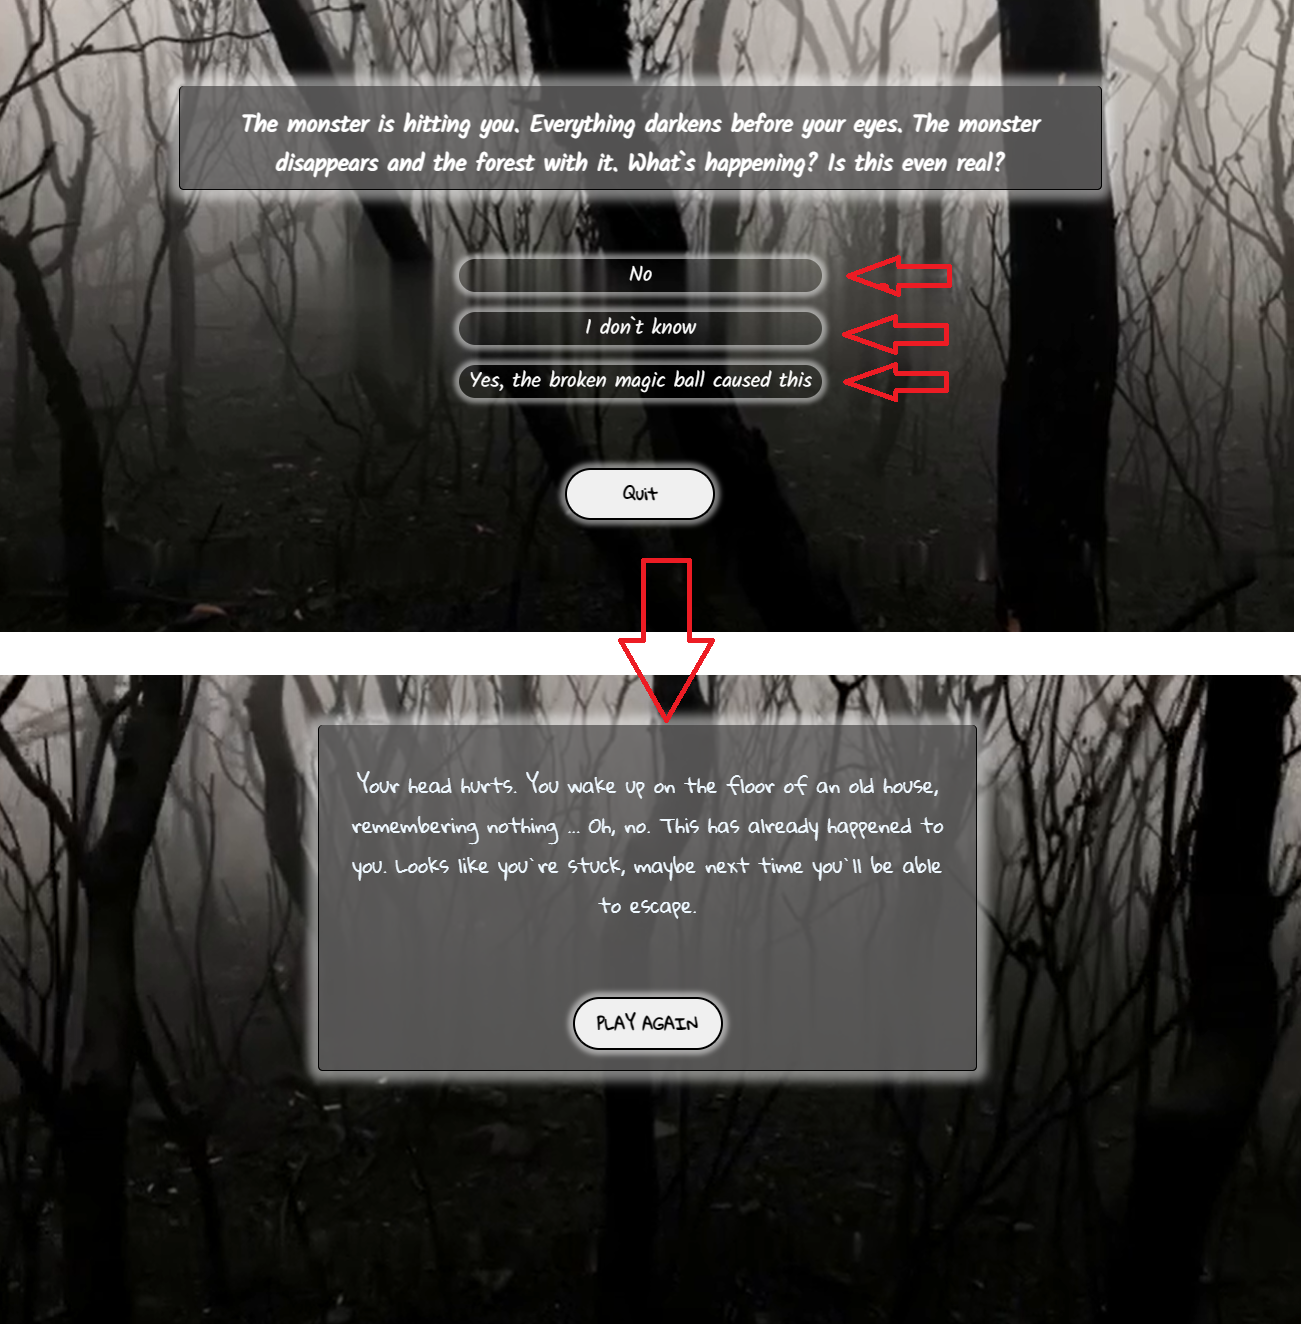 The monster is hitting you. Everything darkens before your eyes. The monster
disappears and the forest with it. What`s happening? Is this even real?
No
I don`t know
Yes, the broken magic ball caused this
Quit
Your head hurts. You wake up on the floor of an old house,
remembering nothing ... Oh, no. This has already happened to
you. Looks like you`re stuck, maybe next time you`ll be able
to escape.
PLAY AGAIN